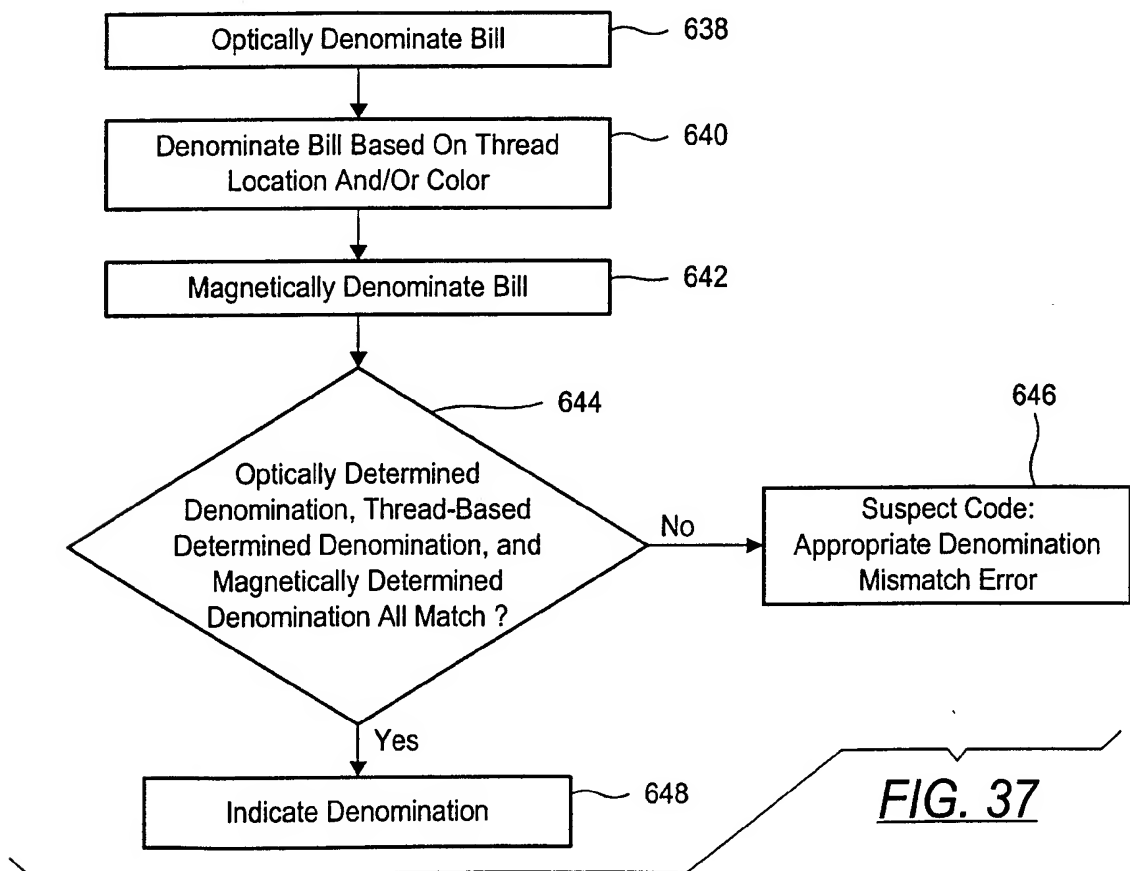 Optically Denominate Bill
638
Denominate Bill Based On Thread
Location And/Or Color
640
Magnetically Denominate Bill
642
644
Optically Determined
Denomination, Thread-Based
Determined Denomination, and
Magnetically Determined
Denomination All Match ?
No
646
Suspect Code:
Appropriate Denomination
Mismatch Error
Yes
Indicate Denomination
648
FIG. 37